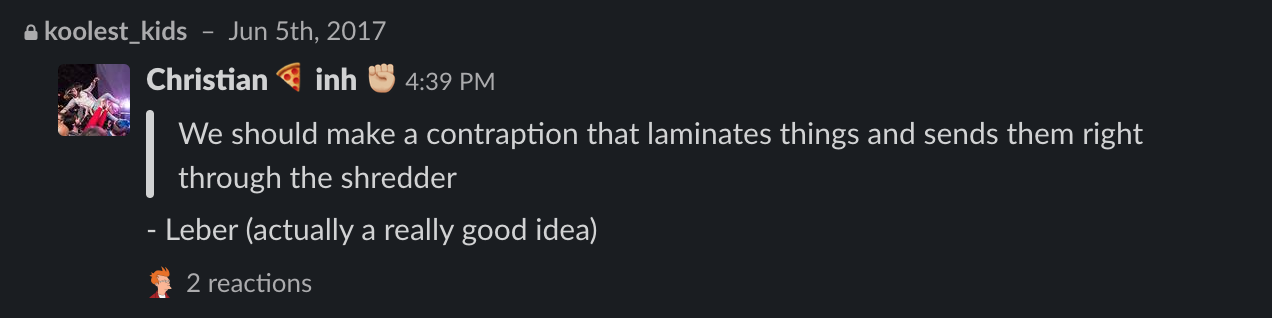 koolest_kids – Jun 5th, 2017
Christian 🍕 inh ✊🏼 4:39 PM
We should make a contraption that laminates things and sends them right
through the shredder
- Leber (actually a really good idea)
2 reactions